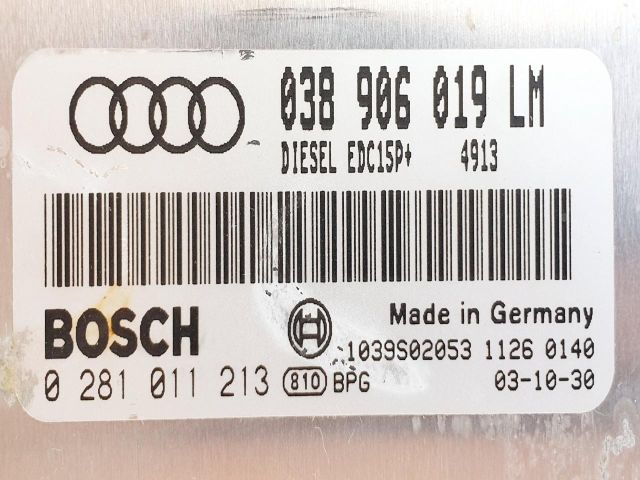 038 906 019 LM
DIESEL EDC15P+ 4913
BOSCH
Made in Germany
1039S02053 1126 0140
0 281 011 213 810 BPG 03-10-30